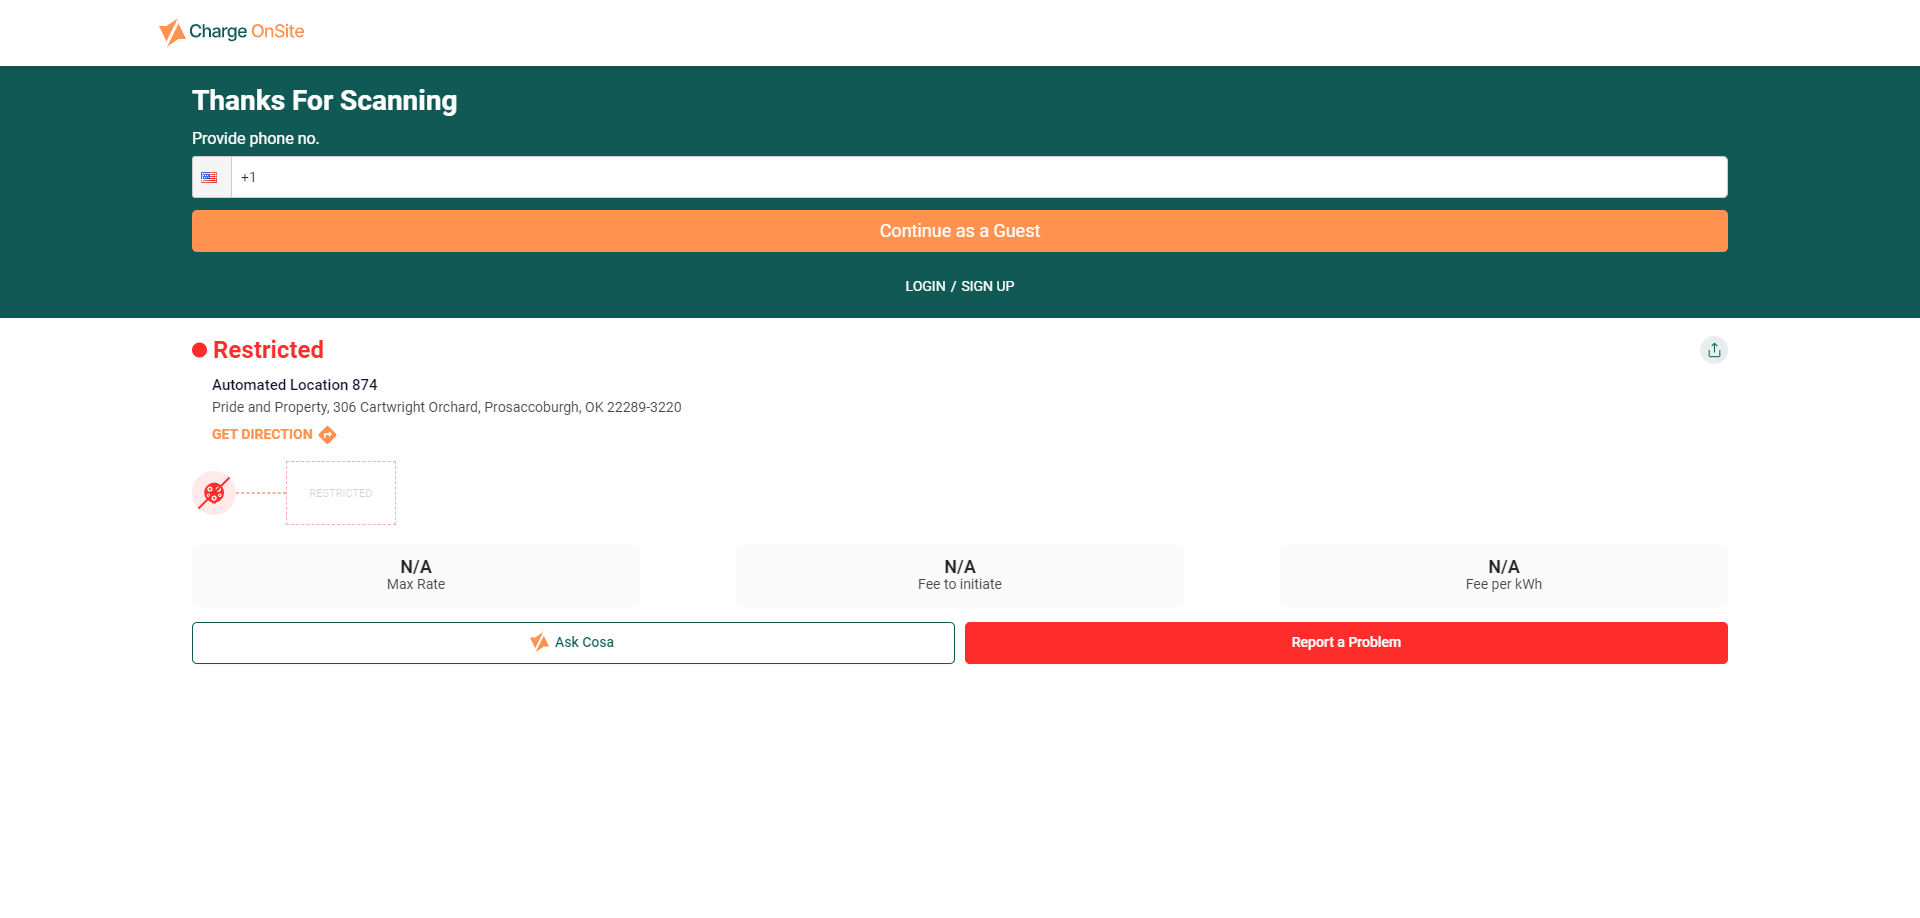 Charge OnSite
Thanks For Scanning
Provide phone no.
+1
Continue as a Guest
LOGIN / SIGN UP
Restricted
Automated Location 874
Pride and Property, 306 Cartwright Orchard, Prosaccoburgh, OK 22289-3220
GET DIRECTION
RESTRICTED
N/A
Max Rate
N/A
Fee to initiate
N/A
Fee per kWh
Ask Cosa
Report a Problem